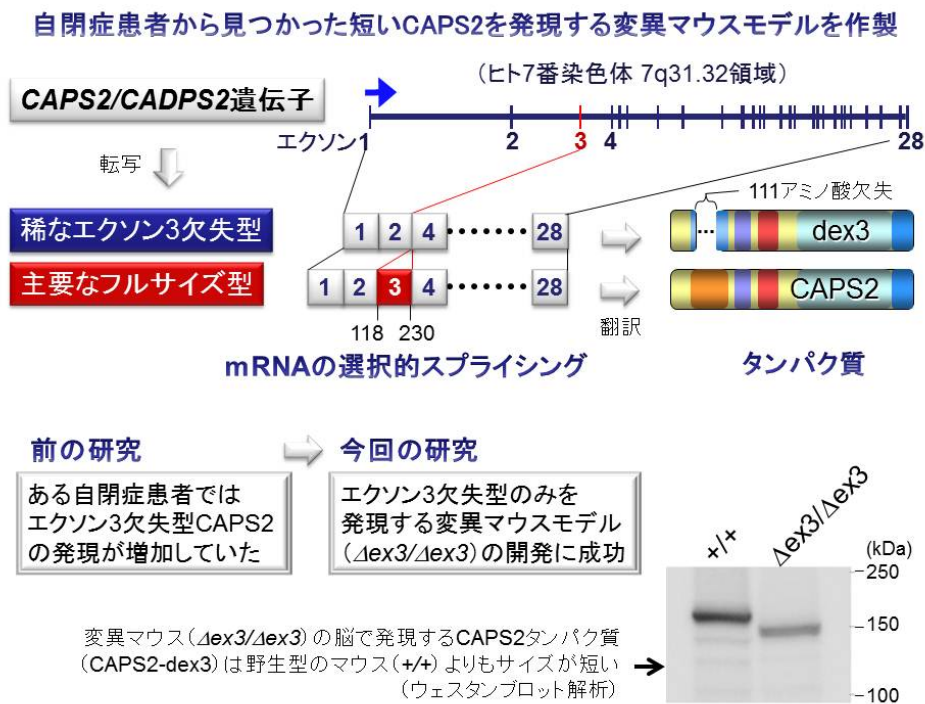 自閉症患者から見つかった短いCAPS2を発現する変異マウスモデルを作製
(ヒト7番染色体 7q31.32領域)
CAPS2/CADPS2遺伝子
エクソン1 2 3 4 28
転写
111アミノ酸欠失
稀なエクソン3欠失型
1 2 4 ・・・・・・・ 28
dex3
主要なフルサイズ型
1 2 3 4 ・・・・・・・ 28
CAPS2
118 230
翻訳
mRNAの選択的スプライシング
タンパク質
前の研究
今回の研究
ある自閉症患者では
エクソン3欠失型CAPS2
の発現が増加していた
エクソン3欠失型のみを
発現する変異マウスモデル
(Δex3/Δex3)の開発に成功
+/+
Δex3/Δex3
(kDa)
250
150
100
変異マウス(Δex3/Δex3)の脳で発現するCAPS2タンパク質
(CAPS2-dex3)は野生型のマウス(+/+)よりもサイズが短い
(ウェスタンブロット解析)